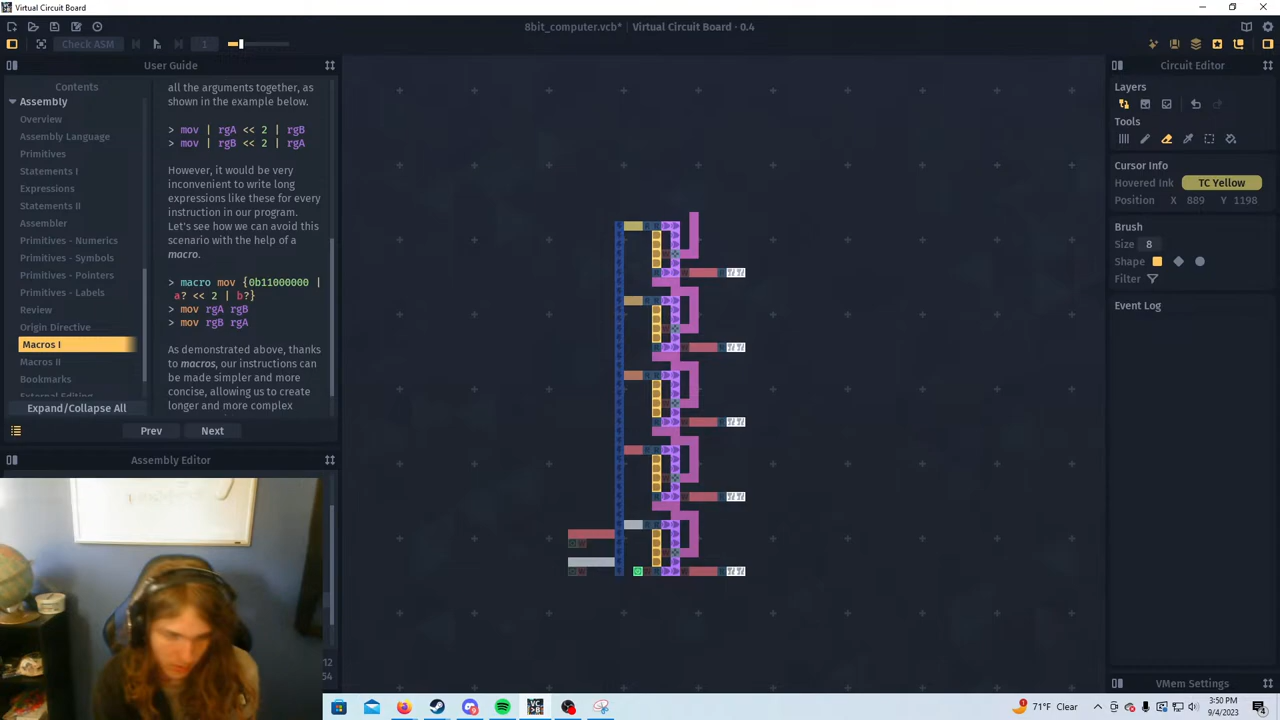 Virtual Circuit Board
8bit_computer.vcb* | Virtual Circuit Board - 0.4
Check ASM
1
User Guide
Contents
Assembly
Overview
Assembly Language
Primitives
Statements I
Expressions
Statements II
Assembler
Primitives - Numerics
Primitives - Symbols
Primitives - Pointers
Primitives - Labels
Review
Origin Directive
Macros I
Macros II
Bookmarks
External Editing
Expand/Collapse All
all the arguments together, as
shown in the example below.
> mov | rgA << 2 | rgB
> mov | rgB << 2 | rgA
However, it would be very
inconvenient to write long
expressions like these for every
instruction in our program.
Let's see how we can avoid this
scenario with the help of a
macro.
> macro mov {0b11000000 |
a? << 2 | b?}
> mov rgA rgB
> mov rgB rgA
As demonstrated above, thanks
to macros, our instructions can
be made simpler and more
concise, allowing us to create
longer and more complex
Prev
Next
Assembly Editor
/12
54
Circuit Editor
Layers
Tools
Cursor Info
Hovered Ink
TC Yellow
Position X 889 Y 1198
Brush
Size 8
Shape
Filter
Event Log
VMem Settings
71°F Clear
3:50 PM
9/4/2023